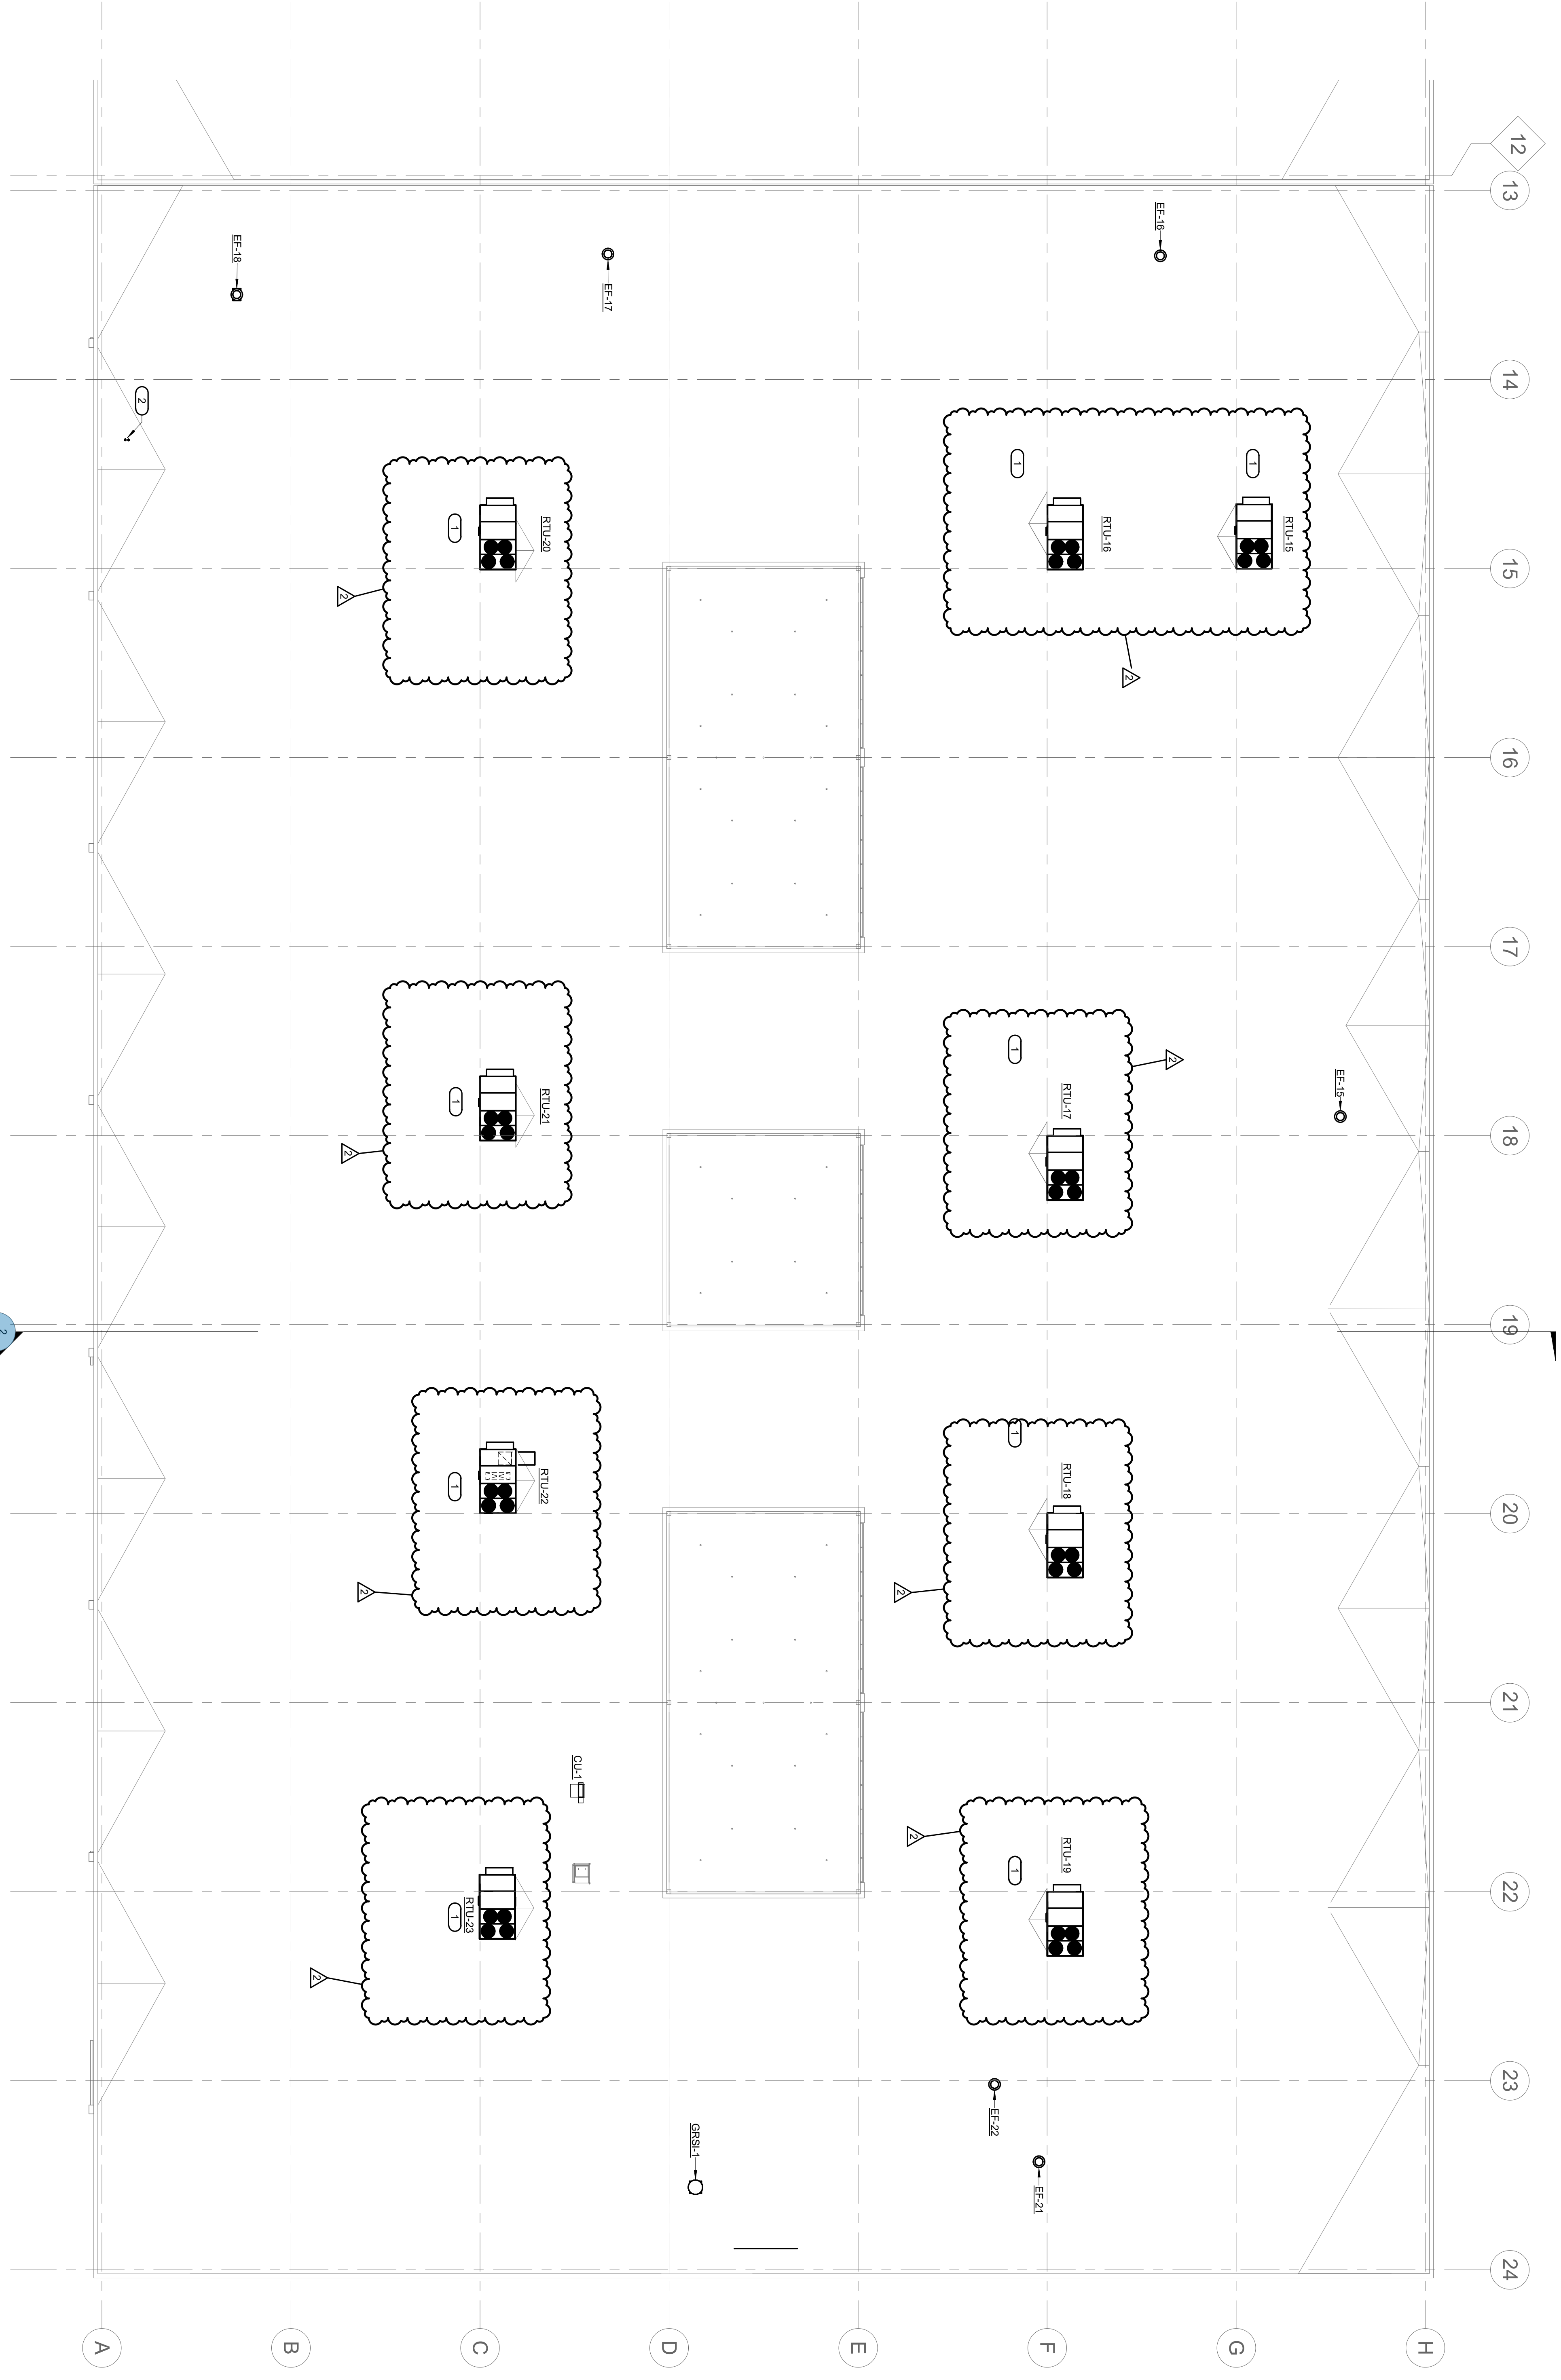 12
13
EF-16
EF-18
EF-17
14
2
1
1
RTU-20
1
RTU-16
RTU-15
15
2
2
16
17
1
2
RTU-21
1
RTU-17
EF-15
18
2
19
2
1
RTU-22
1
RTU-18
20
2
2
21
CU-1
2
RTU-19
1
22
RTU-23
1
2
23
EF-22
GRSI-1
EF-21
24
A
B
C
D
E
F
G
H